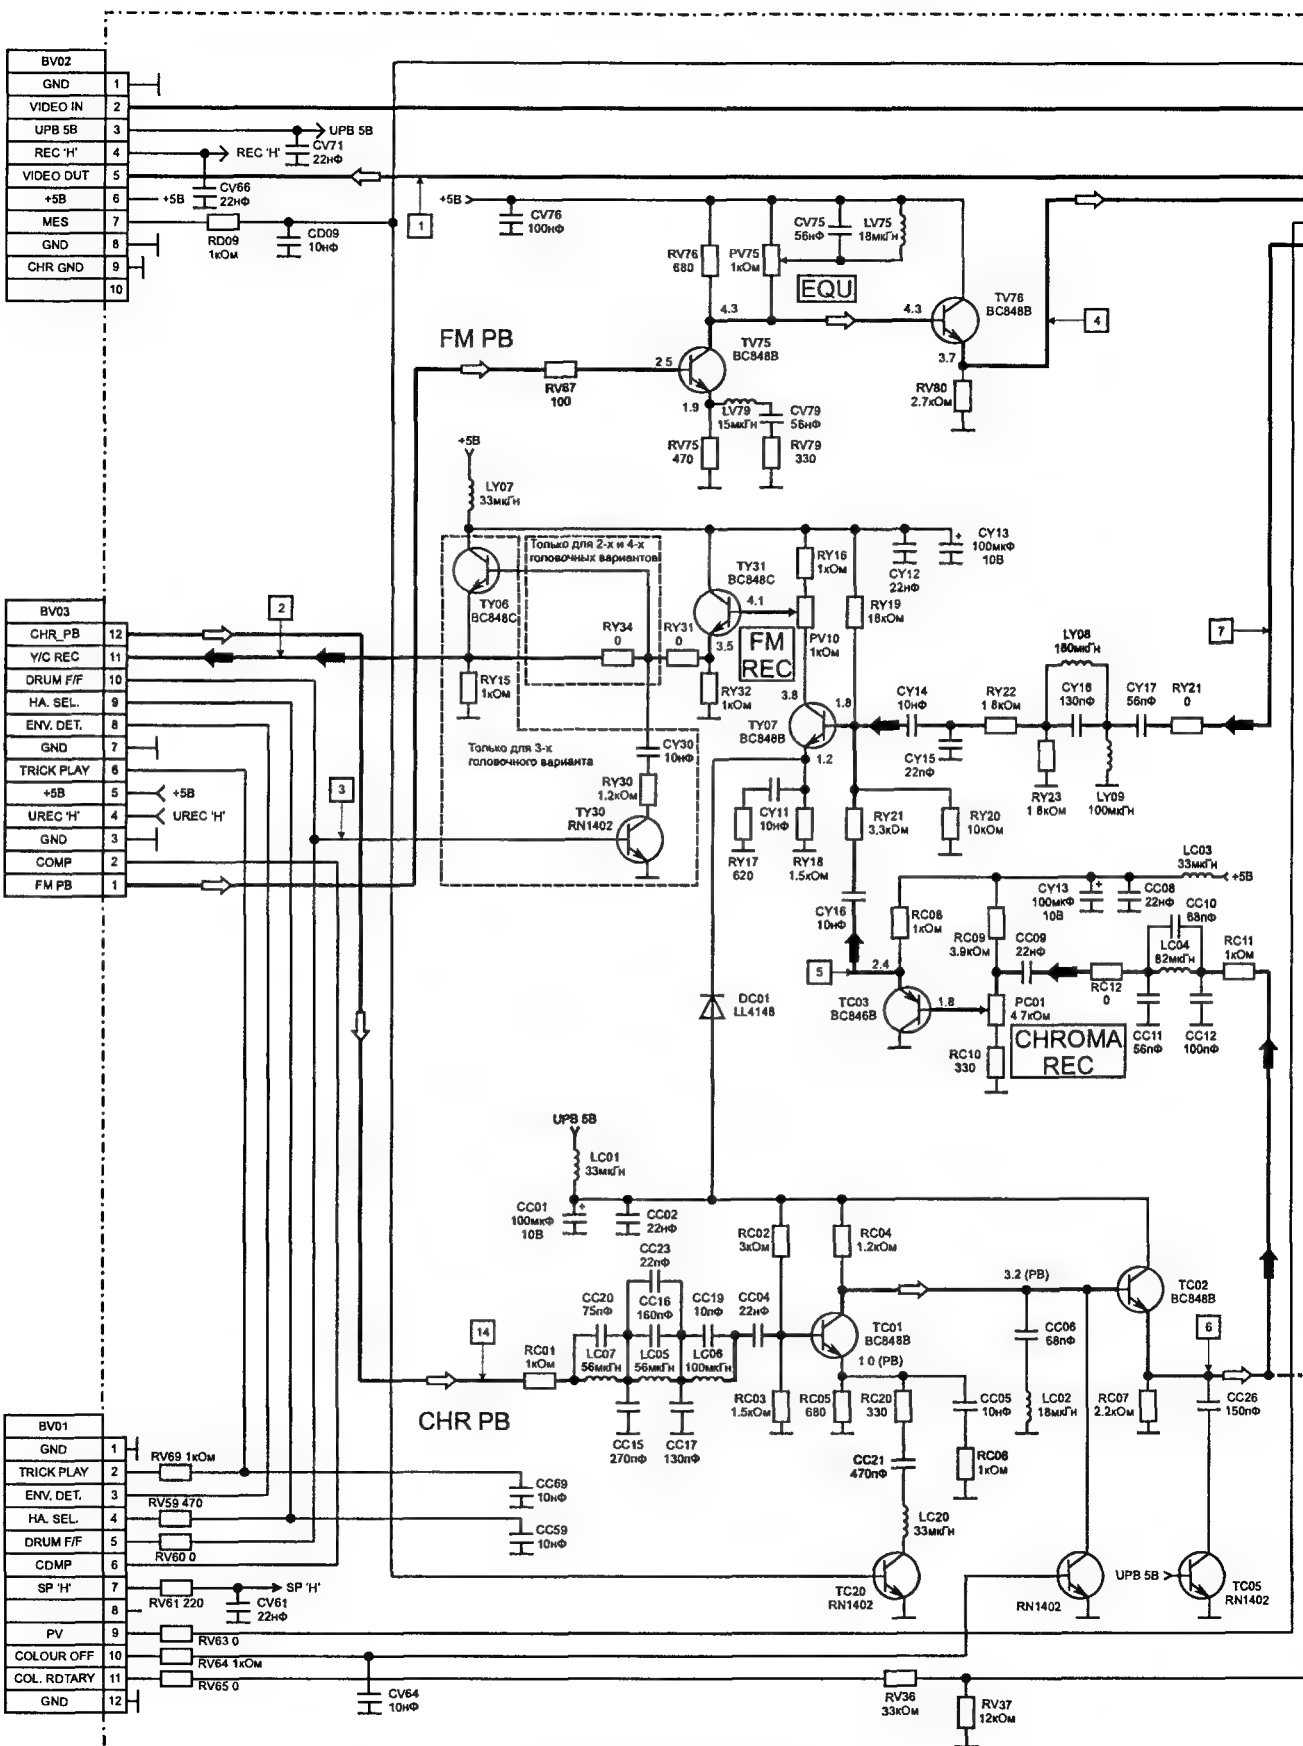 BV02
GND 1
VIDEO IN 2
UPB 5В 3
REC 'H' 4
VIDEO DUT 5
+5В 6
MES 7
GND 8
CHR GND 9
10
UPB 5В
CV71
22нФ
REC 'H'
CV66
22нФ
+5В
RD09
1кОм
CD09
10нФ
1
+5В
CV76
100нФ
RV76
680
PV75
1кОм
CV75
56нФ
LV75
18мкГн
EQU
4.3
4.3
TV76
BC848B
4
3.7
RV80
2.7кОм
FM PB
RV87
100
2 5
TV75
BC848B
1.9
LV79
15мкГн
CV79
56нФ
RV75
470
RV79
330
+5В
LY07
33мкГн
Только для 2-х и 4-х
головочных вариантов
TY06
BC848C
RY34
0
RY31
0
RY15
1кОм
TY31
BC848C
4.1
3.5
FM
REC
RY32
1кОм
RY16
1кОм
PV10
1кОм
3.8
CY12
22нФ
CY13
100мкФ
10В
RY19
18кОм
TY07
BC848B
1.8
1.2
CY14
10нФ
CY15
22пФ
RY22
1 8кОм
LY08
180мкГн
CY18
130пФ
CY17
56пФ
RY21
0
7
RY23
1 8кОм
LY09
100мкГн
Только для 3-х
головочного варианта
CY30
10нФ
RY30
1.2кОм
TY30
RN1402
CY11
10нФ
RY17
620
RY18
1.5кОм
RY21
3,3кDм
RY20
10кОм
BV03
CHR_PB 12
Y/C REC 11
DRUM F/F 10
HA. SEL. 9
ENV. DET. 8
GND 7
TRICK PLAY 6
+5В 5
UREC 'H' 4
GND 3
COMP 2
FM PB 1
2
+5В
UREC 'H'
3
CY16
10нФ
RC08
1кОм
RC09
3.9кОм
CC09
22нФ
CY13
100мкФ
10В
CC08
22нФ
LC03
33мкГн
+5В
CC10
68пФ
LC04
82мкГн
RC11
1кОм
RC12
0
CC11
56пФ
CC12
100пФ
5
2.4
TC03
BC846B
1.8
PC01
4 7кОм
RC10
330
CHROMA
REC
DC01
LL4148
UPB 5В
LC01
33мкГн
CC01
100мкФ
10В
CC02
22нФ
CC23
22пФ
CC20
75пФ
CC16
160пФ
CC19
10пФ
CC04
22нФ
RC02
3кОм
RC04
1.2кОм
14
RC01
1кОм
LC07
56мкГн
LC05
56мкГн
LC06
100мкГн
CC15
270пФ
CC17
130пФ
CHR PB
TC01
BC848B
1 0 (PB)
3.2 (PB)
RC03
1.5кОм
RC05
680
RC20
330
CC05
10нФ
CC21
470пФ
RC06
1кОм
LC20
33мкГн
CC06
68пФ
LC02
18мкГн
TC02
BC848B
6
RC07
2.2кОм
CC26
150пФ
TC20
RN1402
RN1402
UPB 5В
TC05
RN1402
BV01
GND 1
TRICK PLAY 2
ENV. DET. 3
HA. SEL. 4
DRUM F/F 5
CDMP 6
SP 'H' 7
8
PV 9
COLOUR OFF 10
COL. RDTARY 11
GND 12
RV69 1кОм
RV59 470
RV60 0
RV61 220
CV61
22нФ
SP 'H'
RV63 0
RV64 1кОм
RV65 0
CC69
10нФ
CC59
10нФ
CV64
10нФ
RV36
33кОм
RV37
12кОм